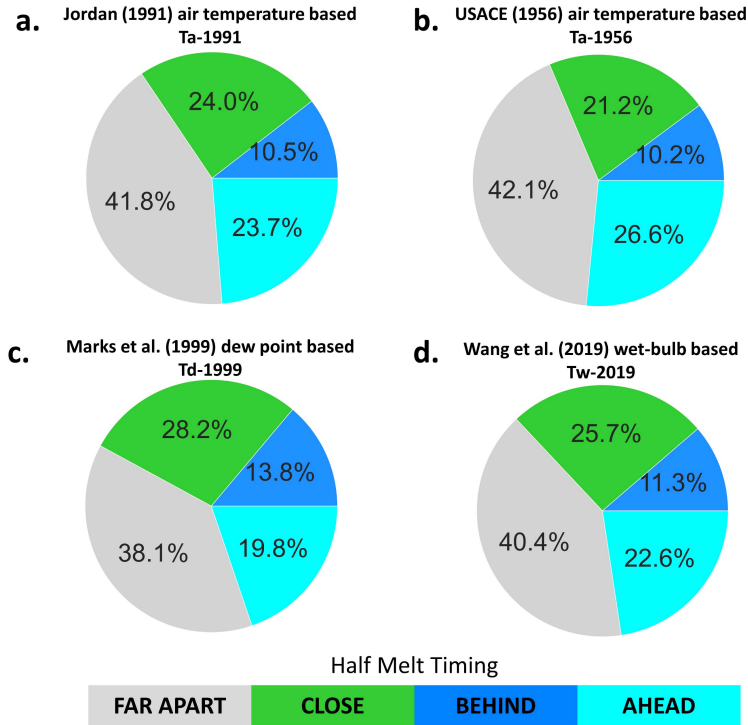 a.
Jordan (1991) air temperature based
Ta-1991
24.0%
10.5%
41.8%
23.7%
b.
USACE (1956) air temperature based
Ta-1956
21.2%
10.2%
42.1%
26.6%
c.
Marks et al. (1999) dew point based
Td-1999
28.2%
13.8%
38.1%
19.8%
d.
Wang et al. (2019) wet-bulb based
Tw-2019
25.7%
11.3%
40.4%
22.6%
Half Melt Timing
FAR APART CLOSE BEHIND AHEAD